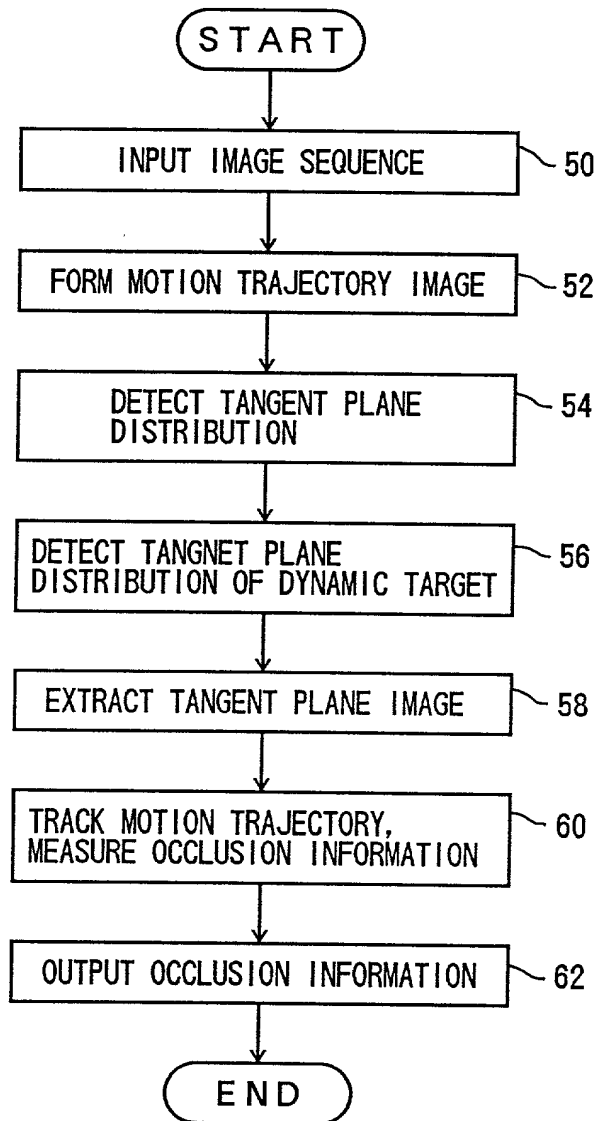 START
INPUT IMAGE SEQUENCE
50
FORM MOTION TRAJECTORY IMAGE
52
DETECT TANGENT PLANE
DISTRIBUTION
54
DETECT TANGNET PLANE
DISTRIBUTION OF DYNAMIC TARGET
56
EXTRACT TANGENT PLANE IMAGE
58
TRACK MOTION TRAJECTORY,
MEASURE OCCLUSION INFORMATION
60
OUTPUT OCCLUSION INFORMATION
62
END